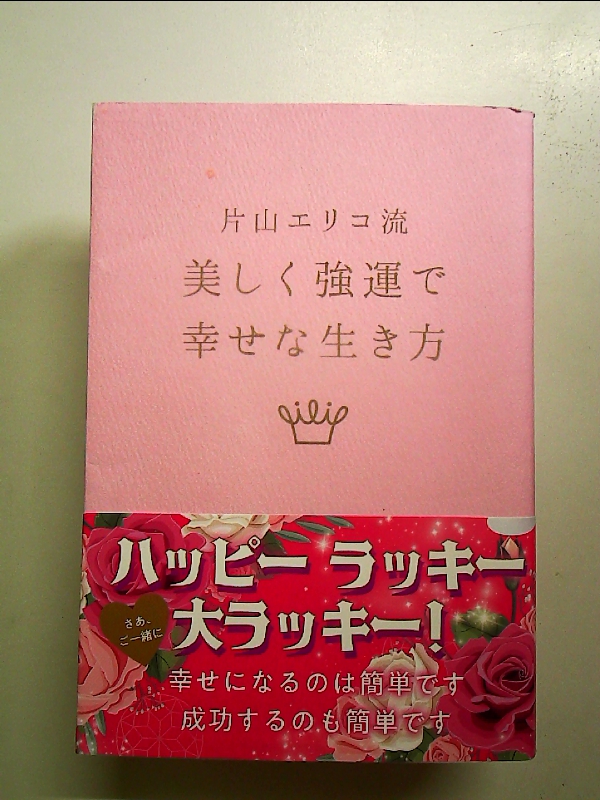 片山エリコ流
美しく強運で
幸せな生き方
ハッピー ラッキー
大ラッキー!
さあ、
ご一緒に
幸せになるのは簡単です
成功するのも簡単です